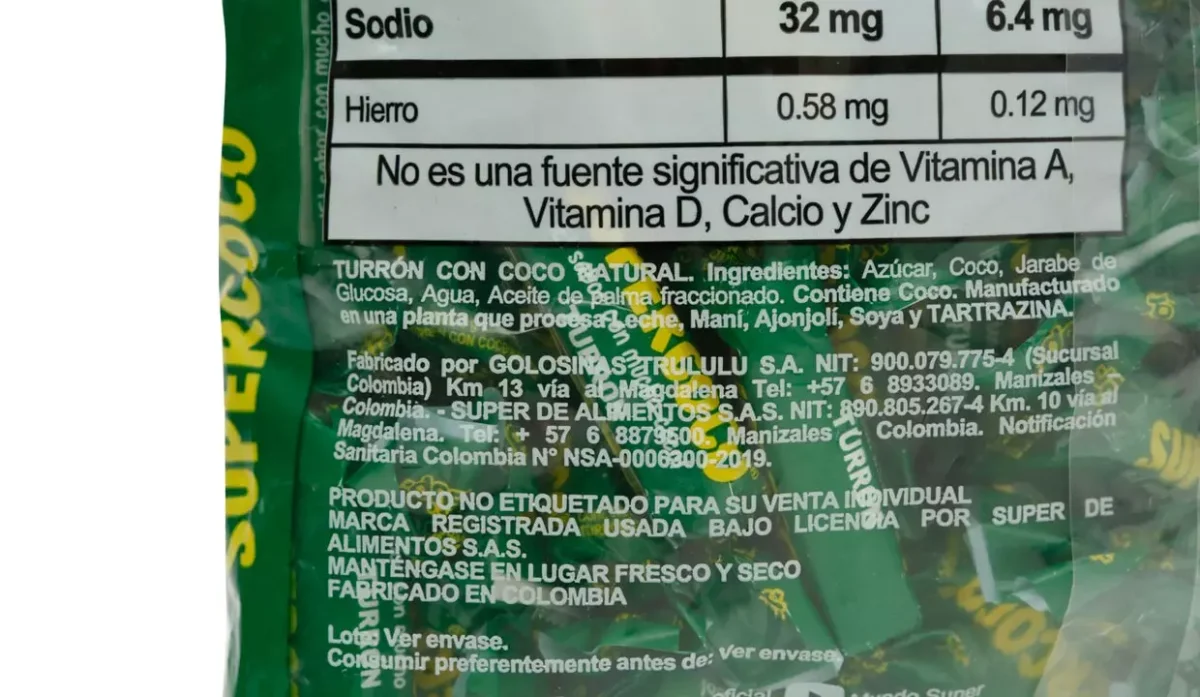 Sodio 32 mg 6.4 mg
Hierro 0.58 mg 0.12 mg
No es una fuente significativa de Vitamina A,
Vitamina D, Calcio y Zinc
TURRÓN CON COCO NATURAL. Ingredientes: Azúcar, Coco, Jarabe de
Glucosa, Agua, Aceite de palma fraccionado. Contiene Coco. Manufacturado
en una planta que procesa Leche, Maní, Ajonjolí, Soya y TARTRAZINA.
Fabricado por GOLOSINAS TRULULU S.A. NIT: 900.079.775-4 (Sucursal
Colombia) Km 13 vía al Magdalena Tel: +57 6 8933089. Manizales -
Colombia. - SUPER DE ALIMENTOS S.A.S. NIT: 890.805.267-4 Km. 10 vía al
Magdalena. Tel: + 57 6 8879500. Manizales Colombia. Notificación
Sanitaria Colombia N° NSA-0006300-2019.
PRODUCTO NO ETIQUETADO PARA SU VENTA INDIVIDUAL
MARCA REGISTRADA USADA BAJO LICENCIA POR SUPER DE
ALIMENTOS S.A.S.
MANTÉNGASE EN LUGAR FRESCO Y SECO
FABRICADO EN COLOMBIA
Lote: Ver envase.
Consumir preferentemente antes de: Ver envase.
SUPERCOCO
con mucho
TURRÓN